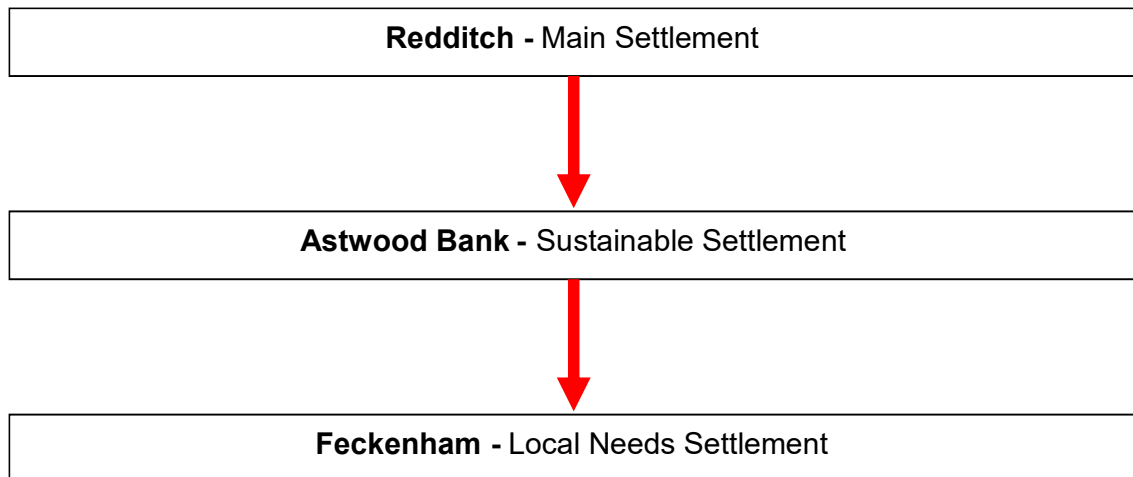 Redditch - Main Settlement
Astwood Bank - Sustainable Settlement
Feckenham - Local Needs Settlement